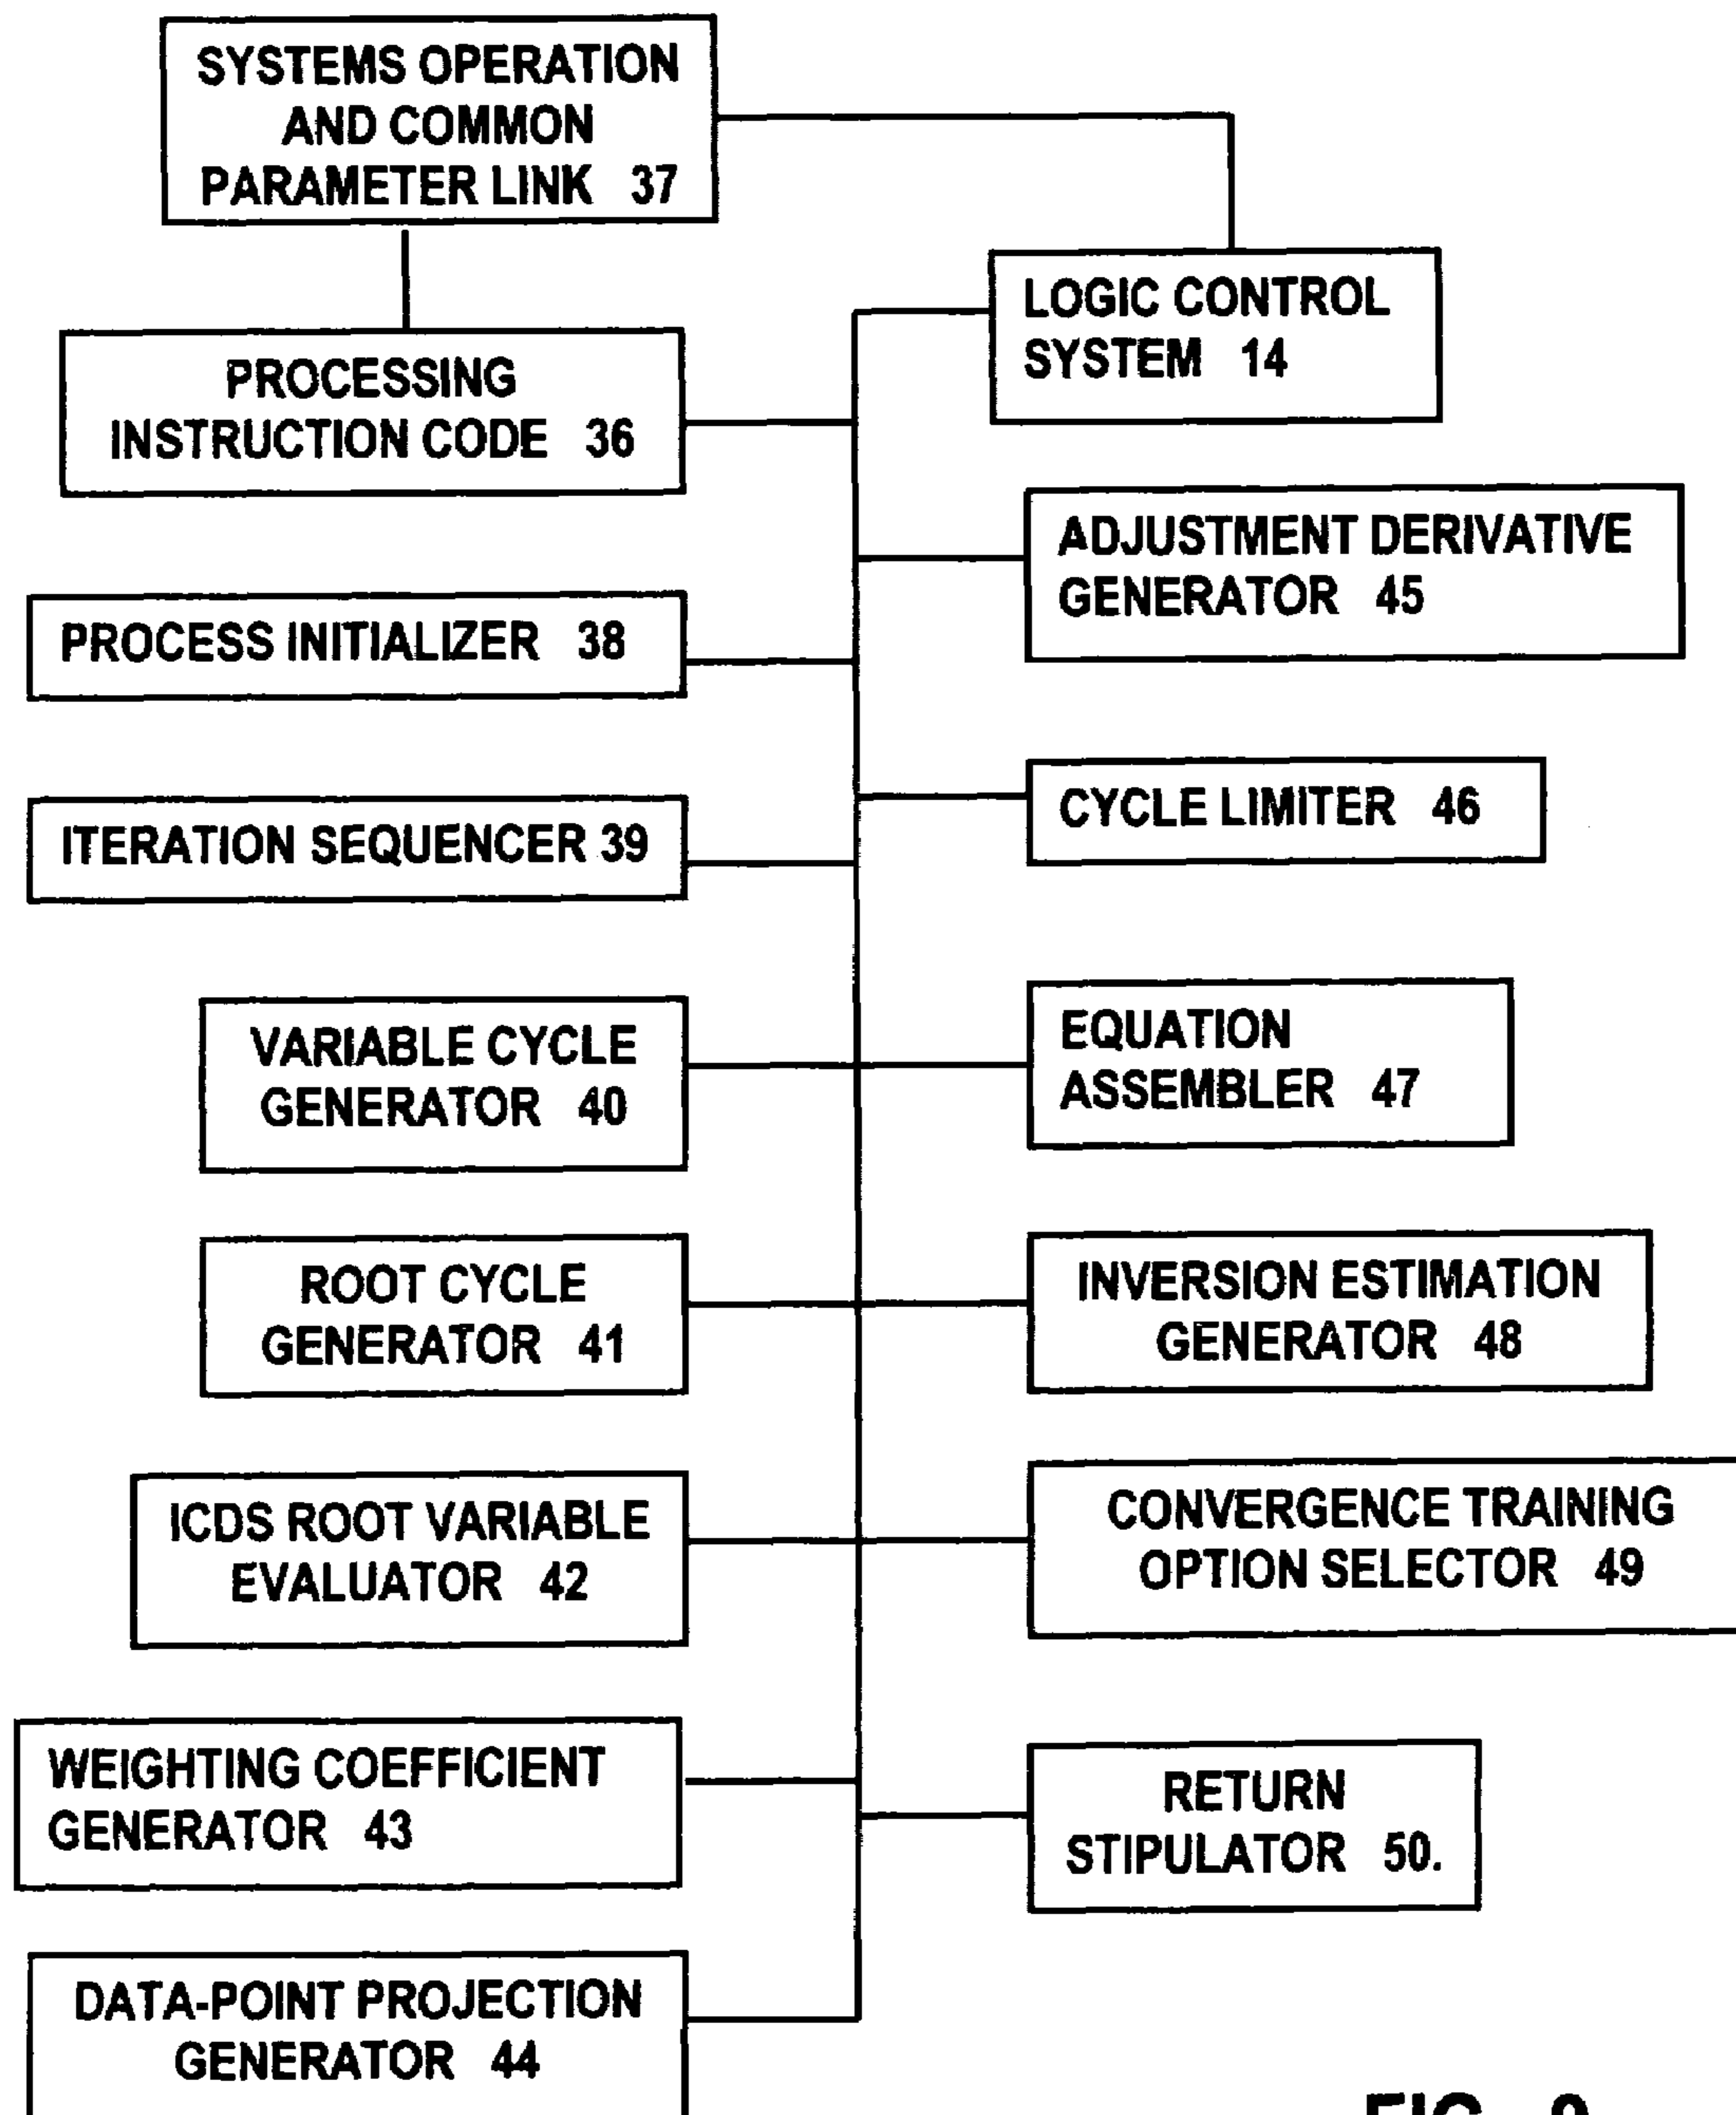 SYSTEMS OPERATION
AND COMMON
PARAMETER LINK 37
LOGIC CONTROL
SYSTEM 14
PROCESSING
INSTRUCTION CODE 36
ADJUSTMENT DERIVATIVE
GENERATOR 45
PROCESS INITIALIZER 38
CYCLE LIMITER 46
ITERATION SEQUENCER 39
VARIABLE CYCLE
GENERATOR 40
EQUATION
ASSEMBLER 47
ROOT CYCLE
GENERATOR 41
INVERSION ESTIMATION
GENERATOR 48
ICDS ROOT VARIABLE
EVALUATOR 42
CONVERGENCE TRAINING
OPTION SELECTOR 49
WEIGHTING COEFFICIENT
GENERATOR 43
RETURN
STIPULATOR 50.
DATA-POINT PROJECTION
GENERATOR 44
FIG.